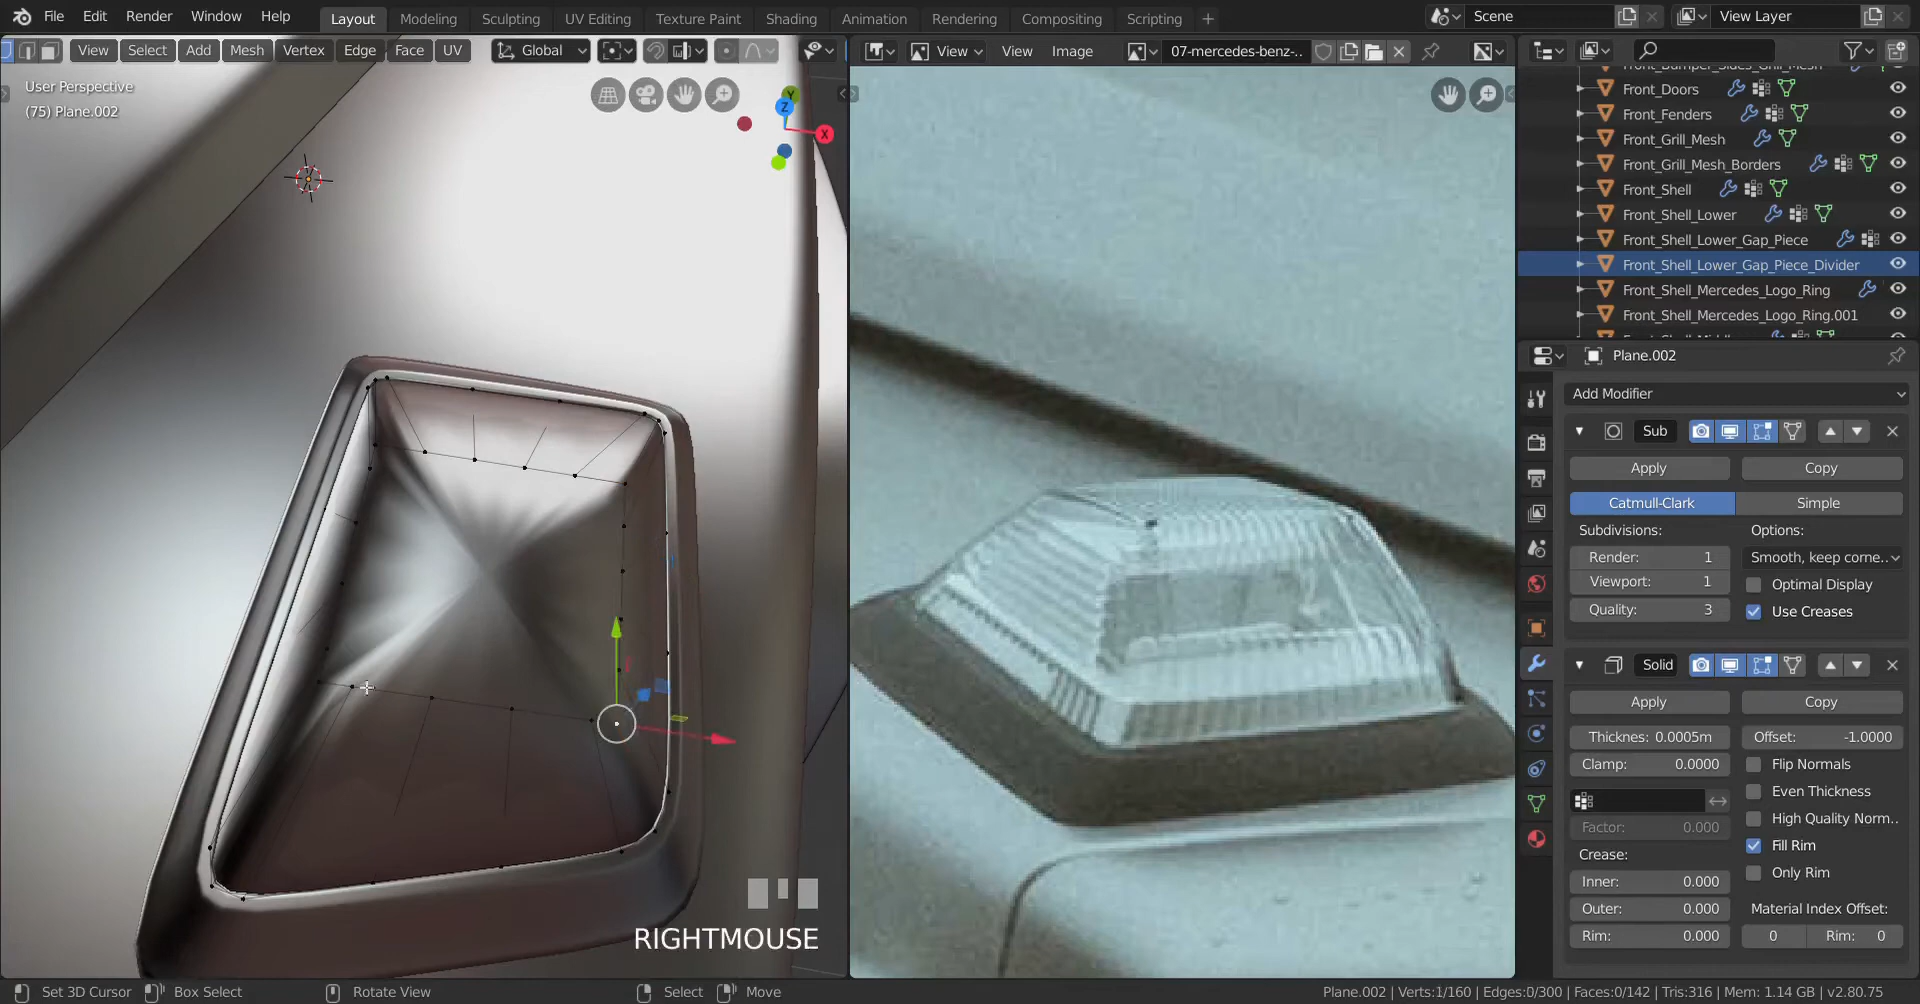 File Edit Render Window Help Layout Modeling Sculpting UV Editing Texture Paint Shading Animation Rendering Compositing Scripting + Scene View Layer
View Select Add Mesh Vertex Edge Face UV Global View View Image 07-mercedes-benz-..
User Perspective
(75) Plane.002
Y
Z
X
Front_Bumper_Sides_Grill_Mesh
Front_Doors
Front_Fenders
Front_Grill_Mesh
Front_Grill_Mesh_Borders
Front_Shell
Front_Shell_Lower
Front_Shell_Lower_Gap_Piece
Front_Shell_Lower_Gap_Piece_Divider
Front_Shell_Mercedes_Logo_Ring
Front_Shell_Mercedes_Logo_Ring.001
Plane.002
Add Modifier
Sub
Apply Copy
Catmull-Clark Simple
Subdivisions: Options:
Render: 1 Smooth, keep corne..
Viewport: 1 Optimal Display
Quality: 3 Use Creases
Solid
Apply Copy
Thicknes: 0.0005m Offset: -1.0000
Clamp: 0.0000 Flip Normals
Even Thickness
High Quality Norm..
Factor: 0.000
Fill Rim
Crease:
Only Rim
Inner: 0.000
Outer: 0.000 Material Index Offset:
Rim: 0.000 0 Rim: 0
RIGHTMOUSE
Set 3D Cursor Box Select Rotate View Select Move Plane.002 | Verts:1/160 | Edges:0/300 | Faces:0/142 | Tris:316 | Mem: 1.14 GB | v2.80.75